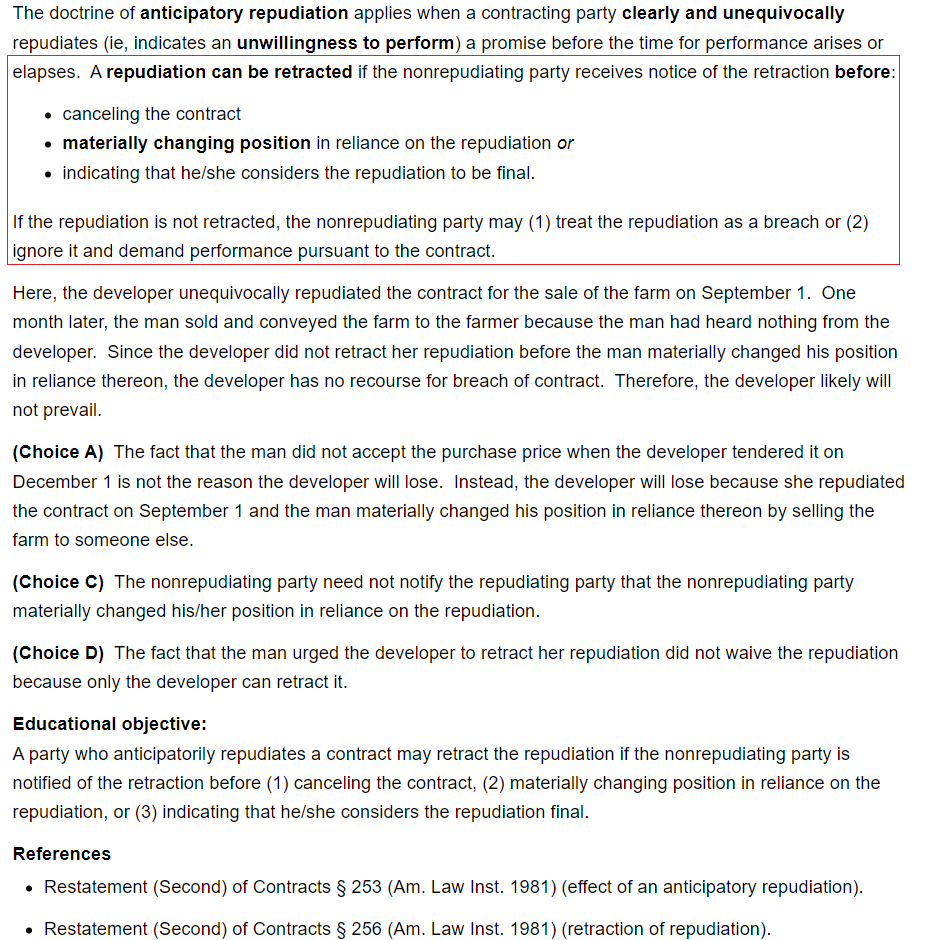 The doctrine of anticipatory repudiation applies when a contracting party clearly and unequivocally
repudiates (ie, indicates an unwillingness to perform) a promise before the time for performance arises or
elapses.  A repudiation can be retracted if the nonrepudiating party receives notice of the retraction before:
• canceling the contract
• materially changing position in reliance on the repudiation or
• indicating that he/she considers the repudiation to be final.
If the repudiation is not retracted, the nonrepudiating party may (1) treat the repudiation as a breach or (2)
ignore it and demand performance pursuant to the contract.
Here, the developer unequivocally repudiated the contract for the sale of the farm on September 1.  One
month later, the man sold and conveyed the farm to the farmer because the man had heard nothing from the
developer.  Since the developer did not retract her repudiation before the man materially changed his position
in reliance thereon, the developer has no recourse for breach of contract.  Therefore, the developer likely will
not prevail.
(Choice A)  The fact that the man did not accept the purchase price when the developer tendered it on
December 1 is not the reason the developer will lose.  Instead, the developer will lose because she repudiated
the contract on September 1 and the man materially changed his position in reliance thereon by selling the
farm to someone else.
(Choice C)  The nonrepudiating party need not notify the repudiating party that the nonrepudiating party
materially changed his/her position in reliance on the repudiation.
(Choice D)  The fact that the man urged the developer to retract her repudiation did not waive the repudiation
because only the developer can retract it.
Educational objective:
A party who anticipatorily repudiates a contract may retract the repudiation if the nonrepudiating party is
notified of the retraction before (1) canceling the contract, (2) materially changing position in reliance on the
repudiation, or (3) indicating that he/she considers the repudiation final.
References
• Restatement (Second) of Contracts § 253 (Am. Law Inst. 1981) (effect of an anticipatory repudiation).
• Restatement (Second) of Contracts § 256 (Am. Law Inst. 1981) (retraction of repudiation).